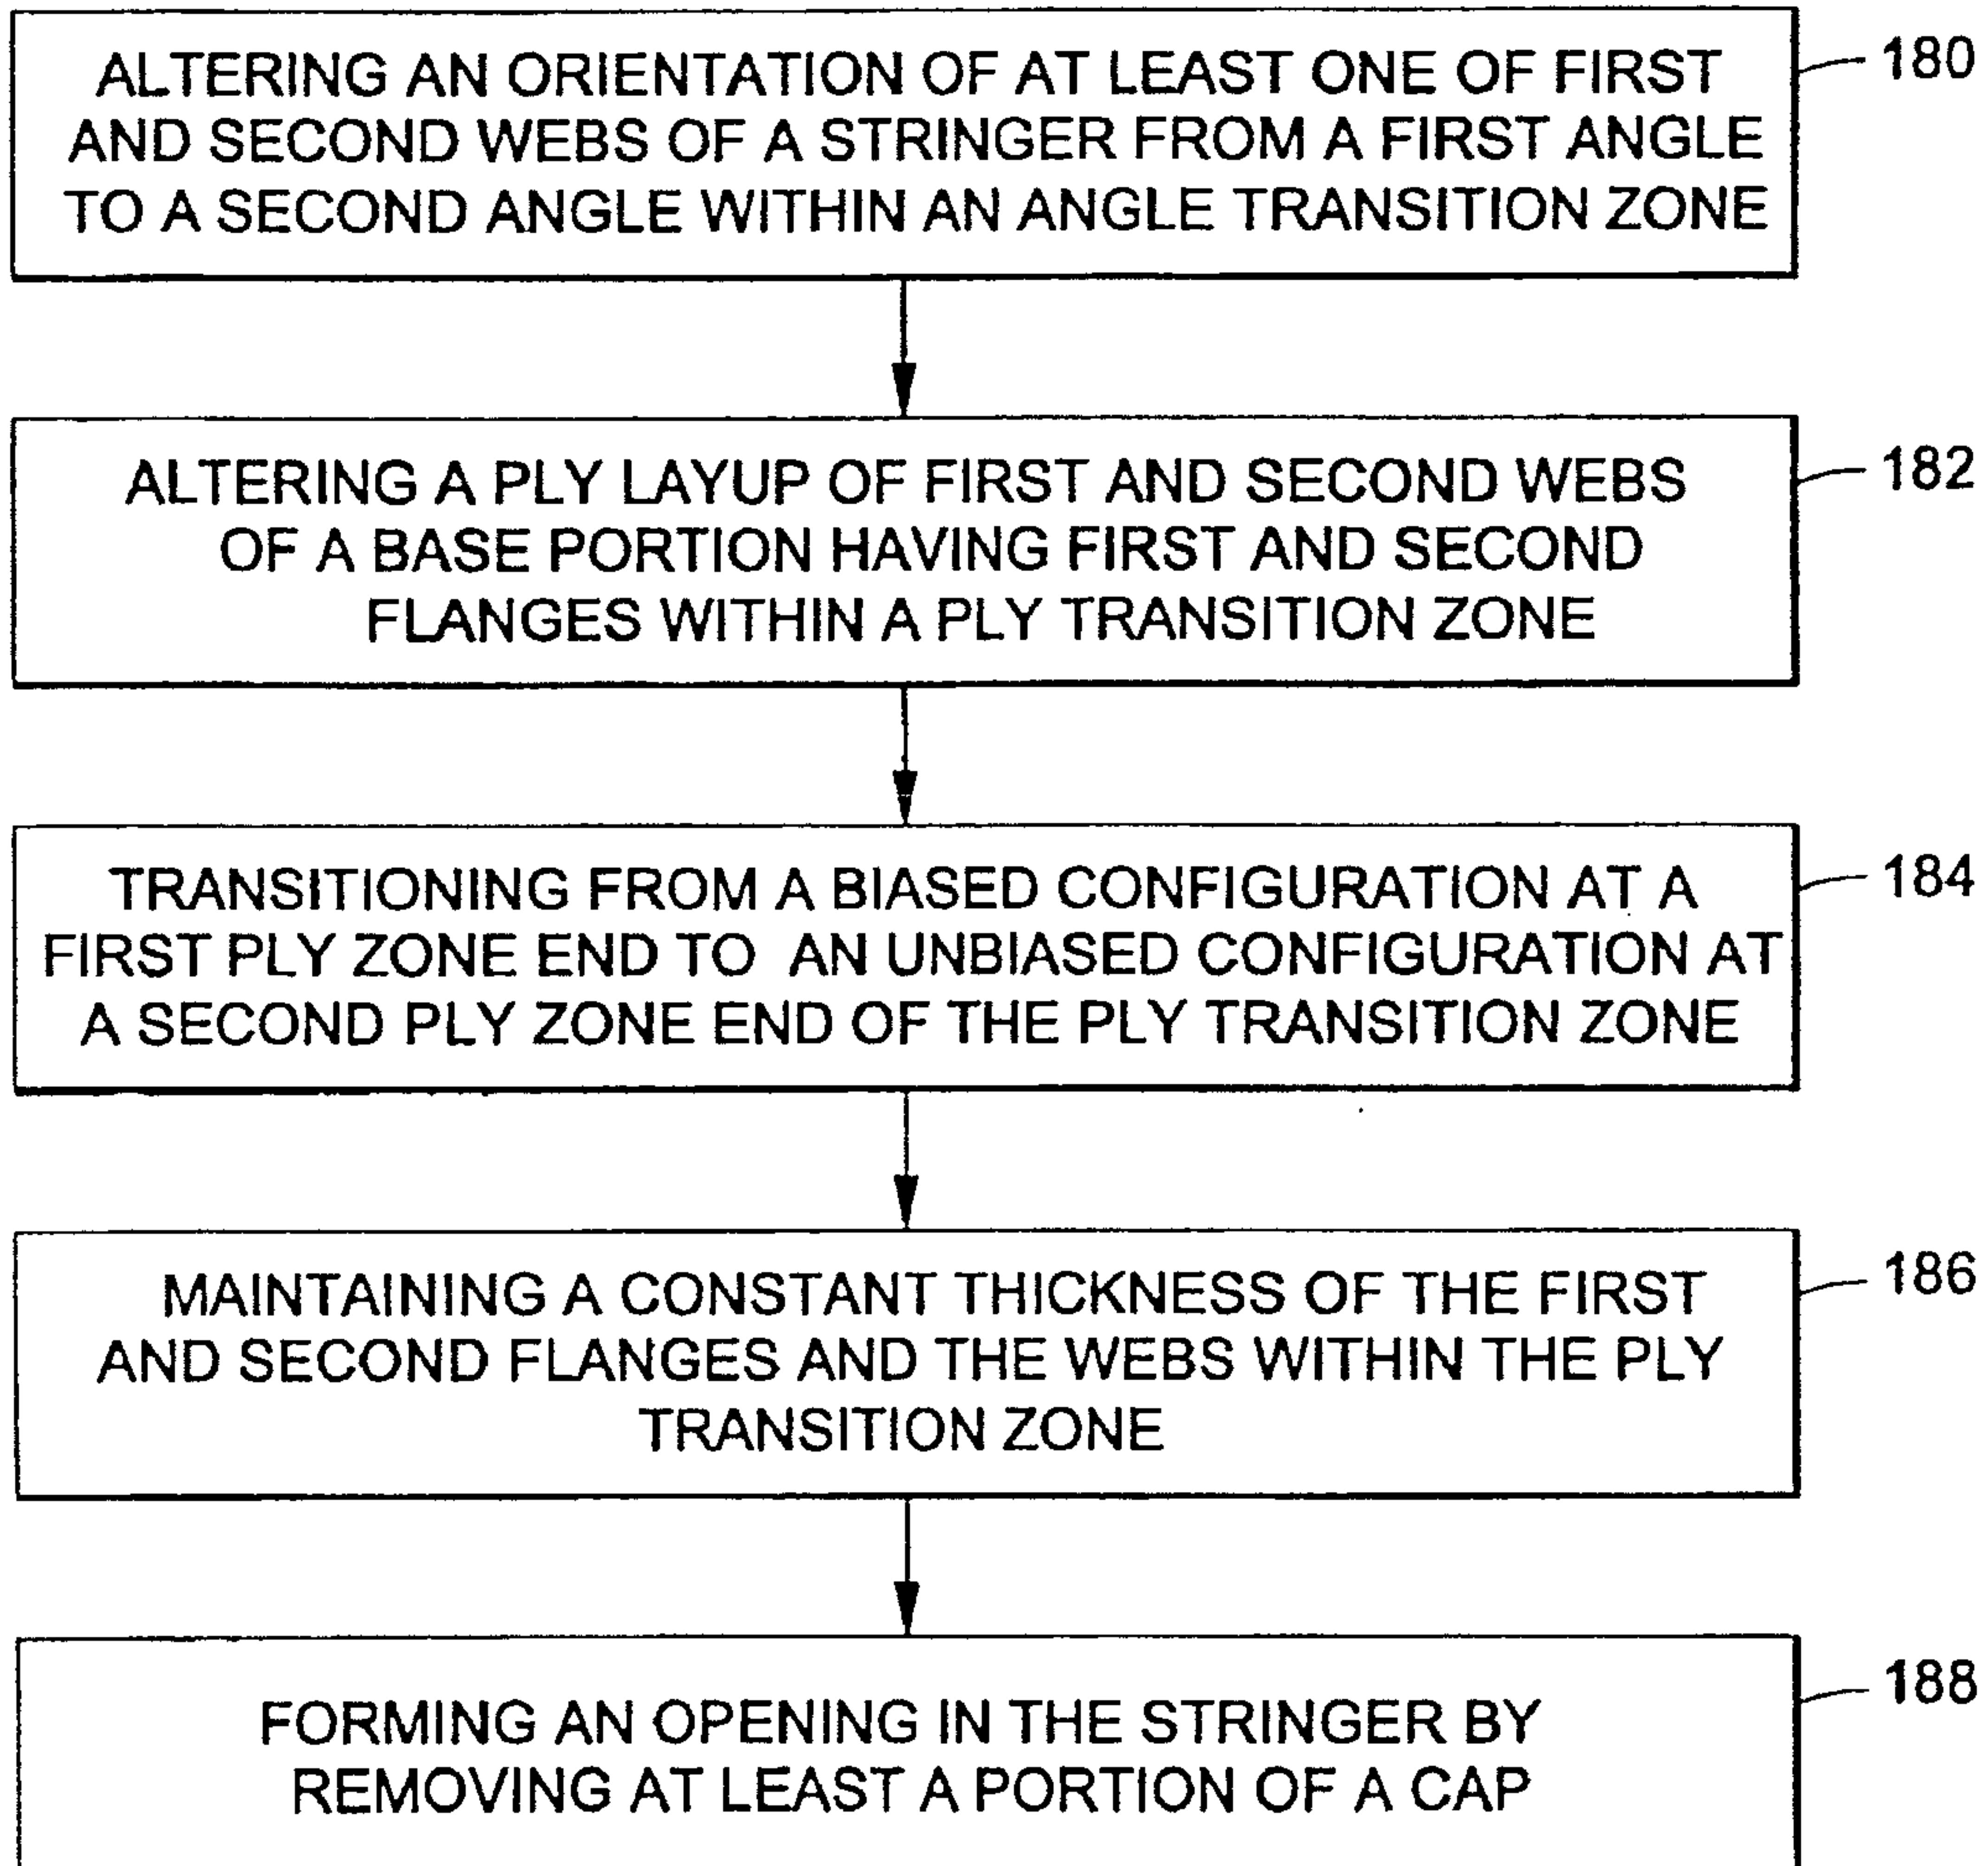 ALTERING AN ORIENTATION OF AT LEAST ONE OF FIRST
AND SECOND WEBS OF A STRINGER FROM A FIRST ANGLE
TO A SECOND ANGLE WITHIN AN ANGLE TRANSITION ZONE
180
ALTERING A PLY LAYUP OF FIRST AND SECOND WEBS
OF A BASE PORTION HAVING FIRST AND SECOND
FLANGES WITHIN A PLY TRANSITION ZONE
182
TRANSITIONING FROM A BIASED CONFIGURATION AT A
FIRST PLY ZONE END TO AN UNBIASED CONFIGURATION AT
A SECOND PLY ZONE END OF THE PLY TRANSITION ZONE
184
MAINTAINING A CONSTANT THICKNESS OF THE FIRST
AND SECOND FLANGES AND THE WEBS WITHIN THE PLY
TRANSITION ZONE
186
FORMING AN OPENING IN THE STRINGER BY
REMOVING AT LEAST A PORTION OF A CAP
188